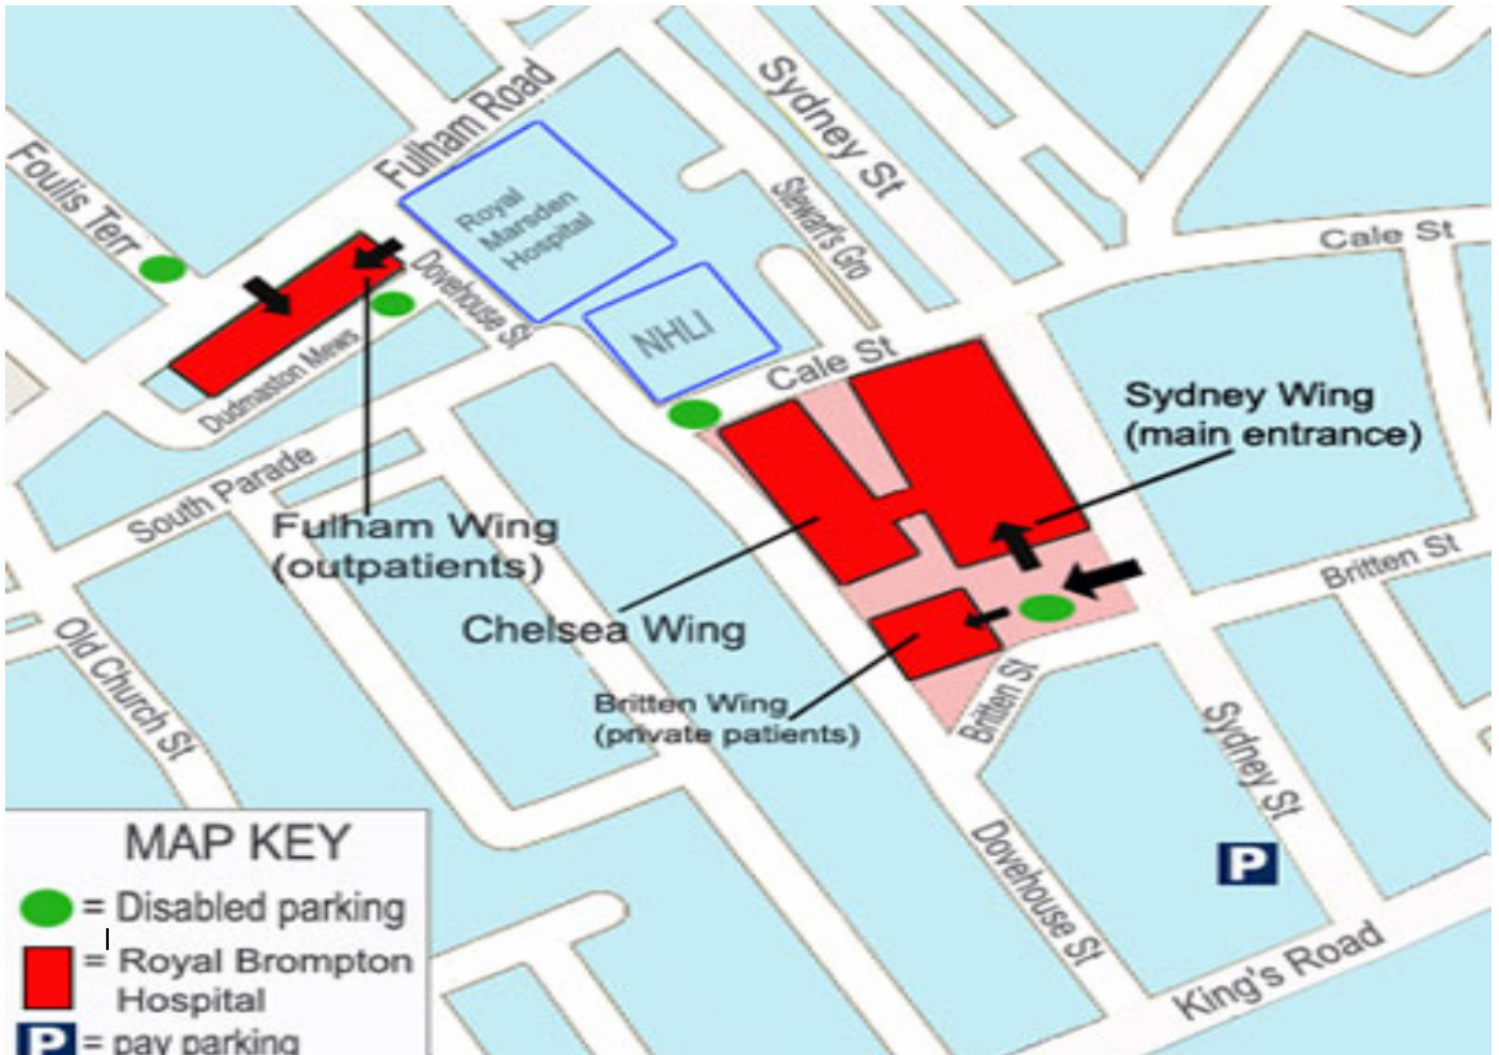 Fulham Road
Sydney St
Foulis Terr
Royal
Marsden
Hospital
Stewart's Gro
Cale St
Dovehouse St
NHLI
Dudmaston Mews
Cale St
Sydney Wing
(main entrance)
South Parade
Fulham Wing
(outpatients)
Britten St
Chelsea Wing
Old Church St
Britten Wing
(private patients)
Britten St
Sydney St
Dovehouse St
P
King's Road
MAP KEY
= Disabled parking
= Royal Brompton
Hospital
P = pay parking